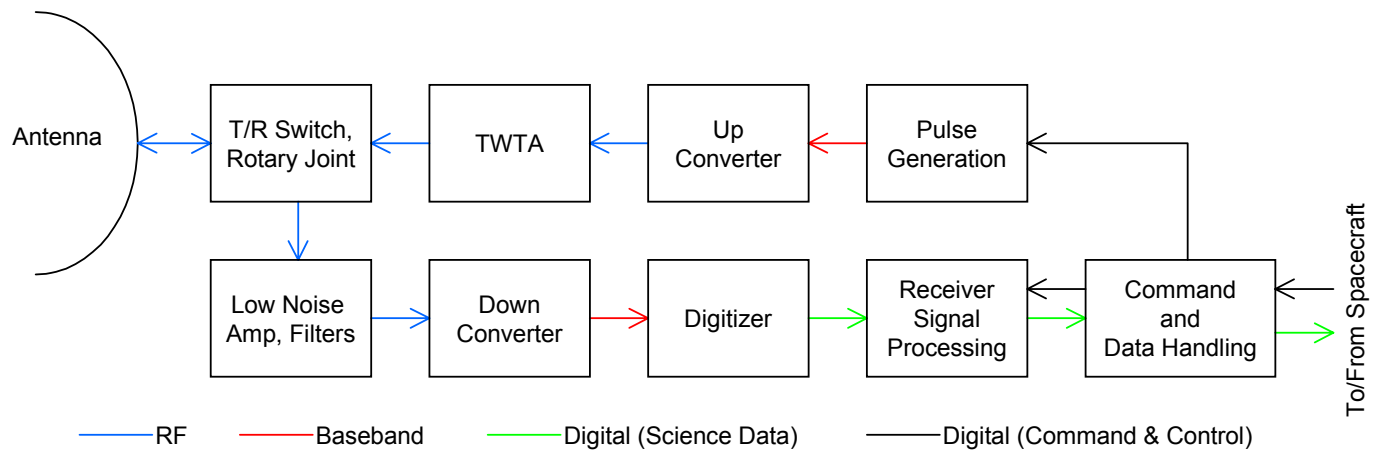 Antenna
T/R Switch,
Rotary Joint
TWTA
Up
Converter
Pulse
Generation
Low Noise
Amp, Filters
Down
Converter
Digitizer
Receiver
Signal
Processing
Command
and
Data Handling
To/From Spacecraft
RF
Baseband
Digital (Science Data)
Digital (Command & Control)